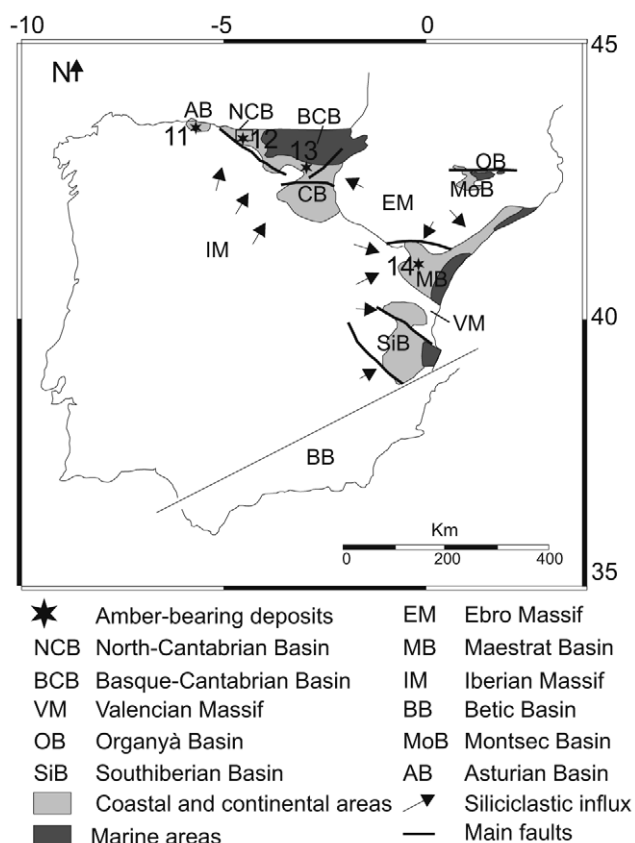 -10 -5 0
45
N
AB NCB BCB
11 12 13
OB
CB MoB
EM
IM
14 MB
40
VM
SiB
BB
Km
0 200 400
35
Amber-bearing deposits EM Ebro Massif
NCB North-Cantabrian Basin MB Maestrat Basin
BCB Basque-Cantabrian Basin IM Iberian Massif
VM Valencian Massif BB Betic Basin
OB Organyà Basin MoB Montsec Basin
SiB Southiberian Basin AB Asturian Basin
Coastal and continental areas Siliciclastic influx
Marine areas Main faults